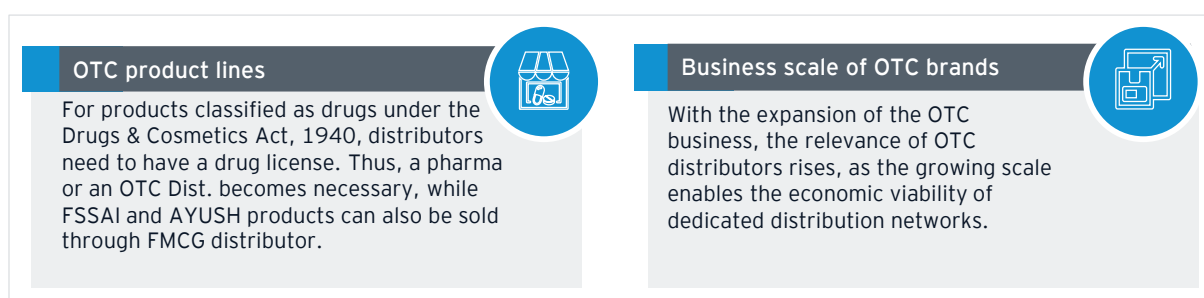 OTC product lines
For products classified as drugs under the
Drugs & Cosmetics Act, 1940, distributors
need to have a drug license. Thus, a pharma
or an OTC Dist. becomes necessary, while
FSSAI and AYUSH products can also be sold
through FMCG distributor.
Business scale of OTC brands
With the expansion of the OTC
business, the relevance of OTC
distributors rises, as the growing scale
enables the economic viability of
dedicated distribution networks.